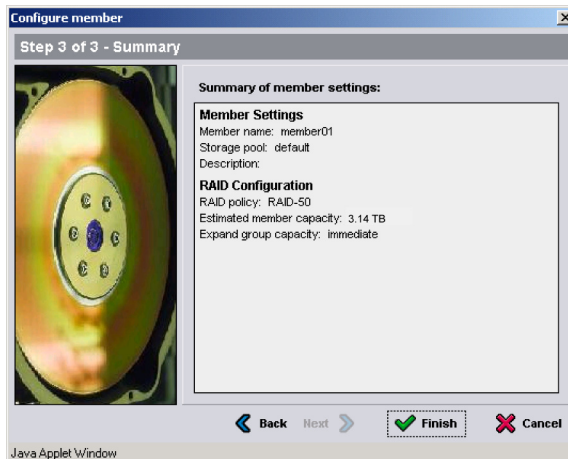 Configure member
Step 3 of 3 - Summary
Summary of member settings:
Member Settings
Member name: member01
Storage pool: default
Description:
RAID Configuration
RAID policy: RAID-50
Estimated member capacity: 3.14 TB
Expand group capacity: immediate
Back Next Finish Cancel
Java Applet Window